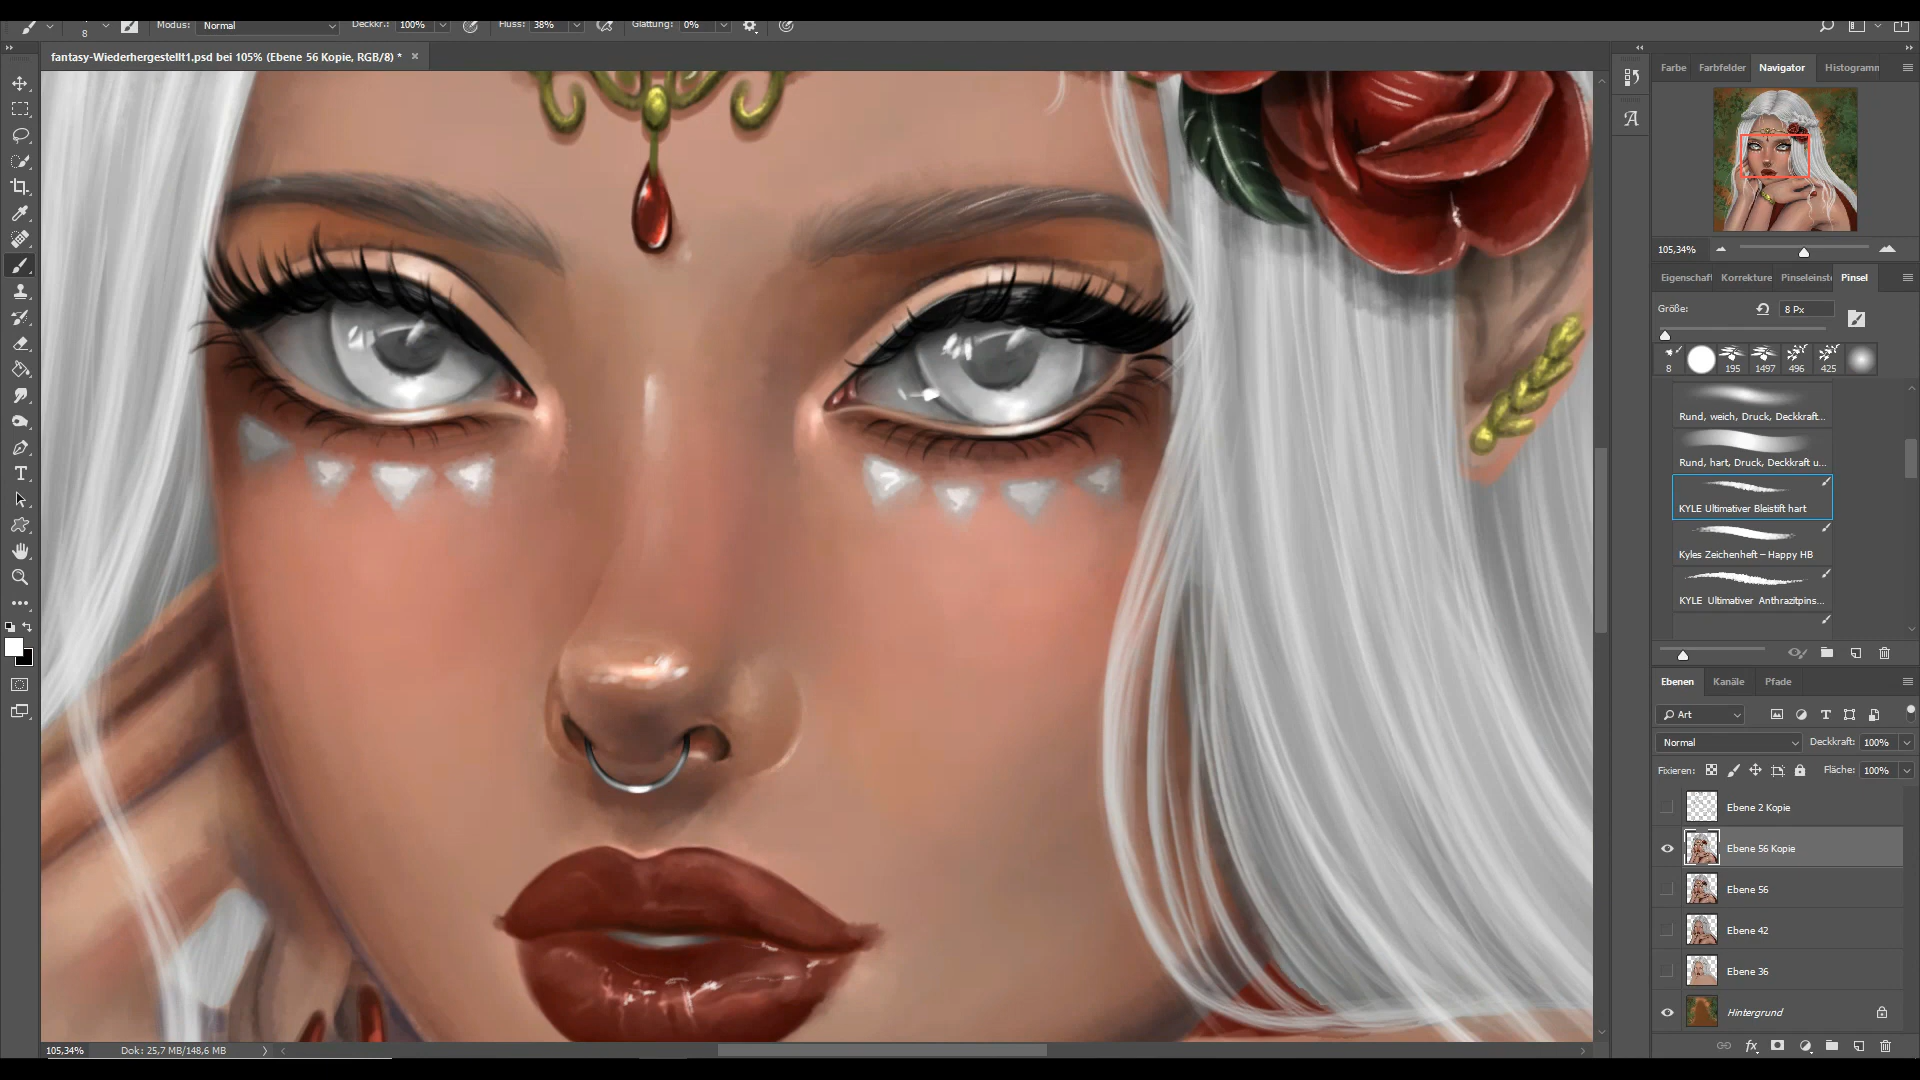 Modus: Normal Deckkr.: 100% Fluss: 38% Glättung: 0%
8
fantasy-Wiederhergestellt1.psd bei 105% (Ebene 56 Kopie, RGB/8) *
Farbe Farbfelder Navigator Histogramm
105,34%
Eigenschaft Korrekture Pinseleinste Pinsel
Größe: 8 Px
8 195 1497 496 425
Rund, weich, Druck, Deckkraft...
Rund, hart, Druck, Deckkraft u...
KYLE Ultimativer Bleistift hart
Kyles Zeichenheft – Happy HB
KYLE Ultimativer Anthrazitpins...
Ebenen Kanäle Pfade
Art
Normal Deckkraft: 100%
Fixieren: Fläche: 100%
Ebene 2 Kopie
Ebene 56 Kopie
Ebene 56
Ebene 42
Ebene 36
Hintergrund
105,34% Dok: 25,7 MB/148,6 MB